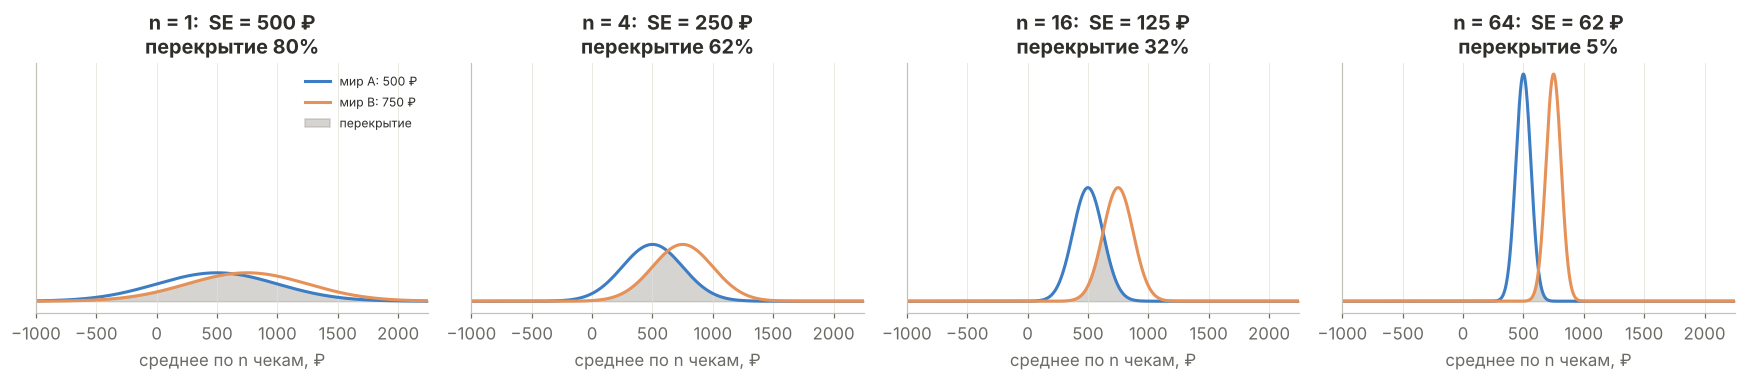 n = 1:  SE = 500 ₽
перекрытие 80%
мир A: 500 ₽
мир B: 750 ₽
перекрытие
−1000 −500 0 500 1000 1500 2000
среднее по n чекам, ₽
n = 4:  SE = 250 ₽
перекрытие 62%
−1000 −500 0 500 1000 1500 2000
среднее по n чекам, ₽
n = 16:  SE = 125 ₽
перекрытие 32%
−1000 −500 0 500 1000 1500 2000
среднее по n чекам, ₽
n = 64:  SE = 62 ₽
перекрытие 5%
−1000 −500 0 500 1000 1500 2000
среднее по n чекам, ₽